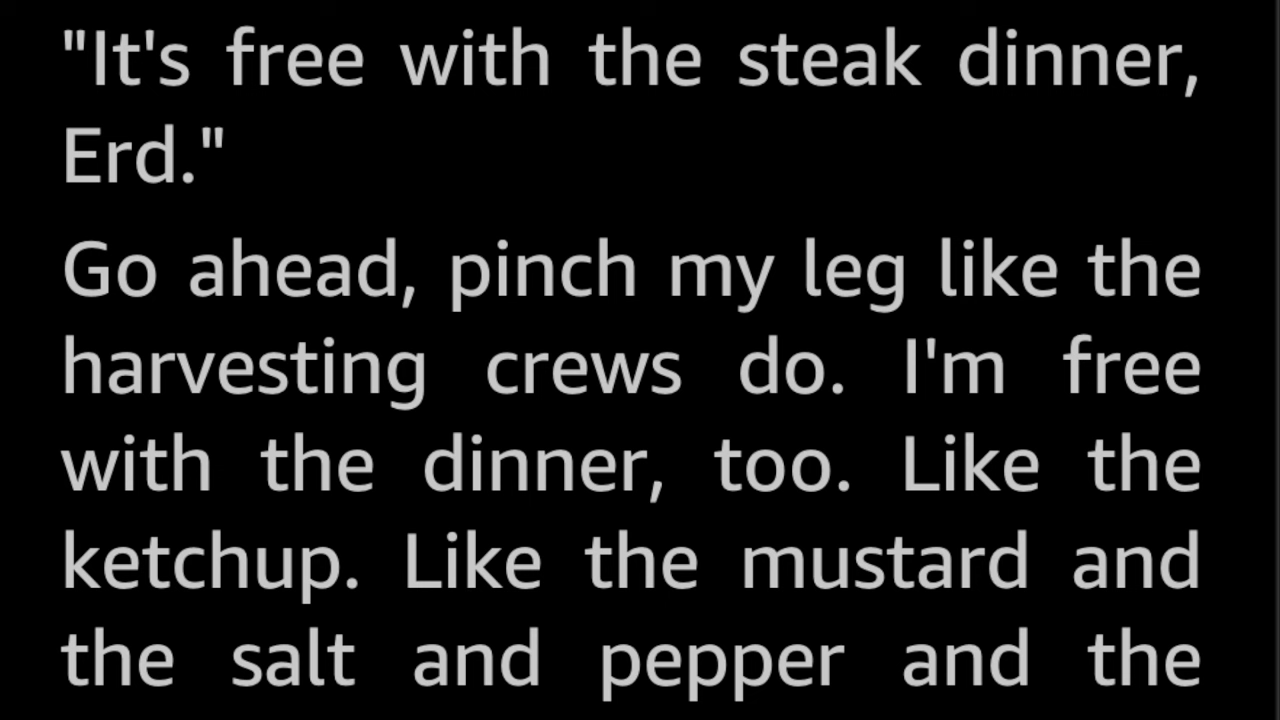 "It's free with the steak dinner,
Erd."
Go ahead, pinch my leg like the
harvesting crews do. I'm free
with the dinner, too. Like the
ketchup. Like the mustard and
the salt and pepper and the